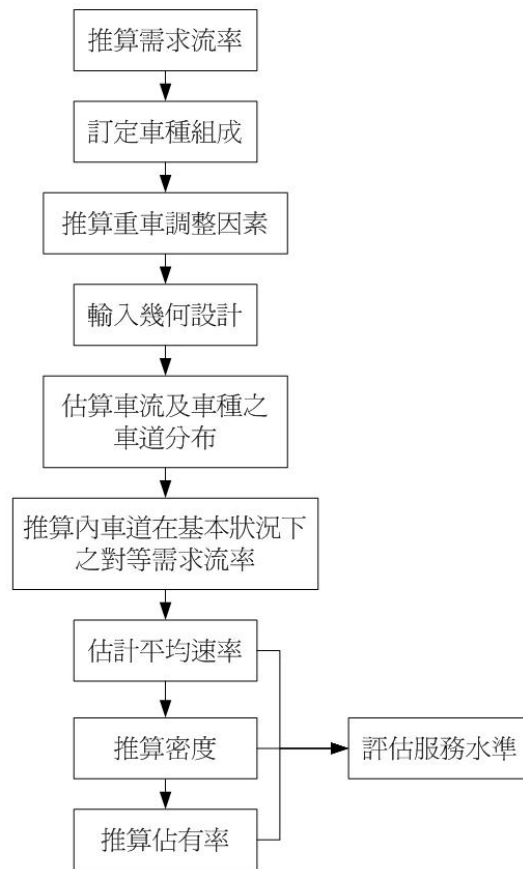 推算需求流率
訂定車種組成
推算重車調整因素
輸入幾何設計
估算車流及車種之
車道分布
推算內車道在基本狀況下
之對等需求流率
估計平均速率
推算密度
評估服務水準
推算佔有率